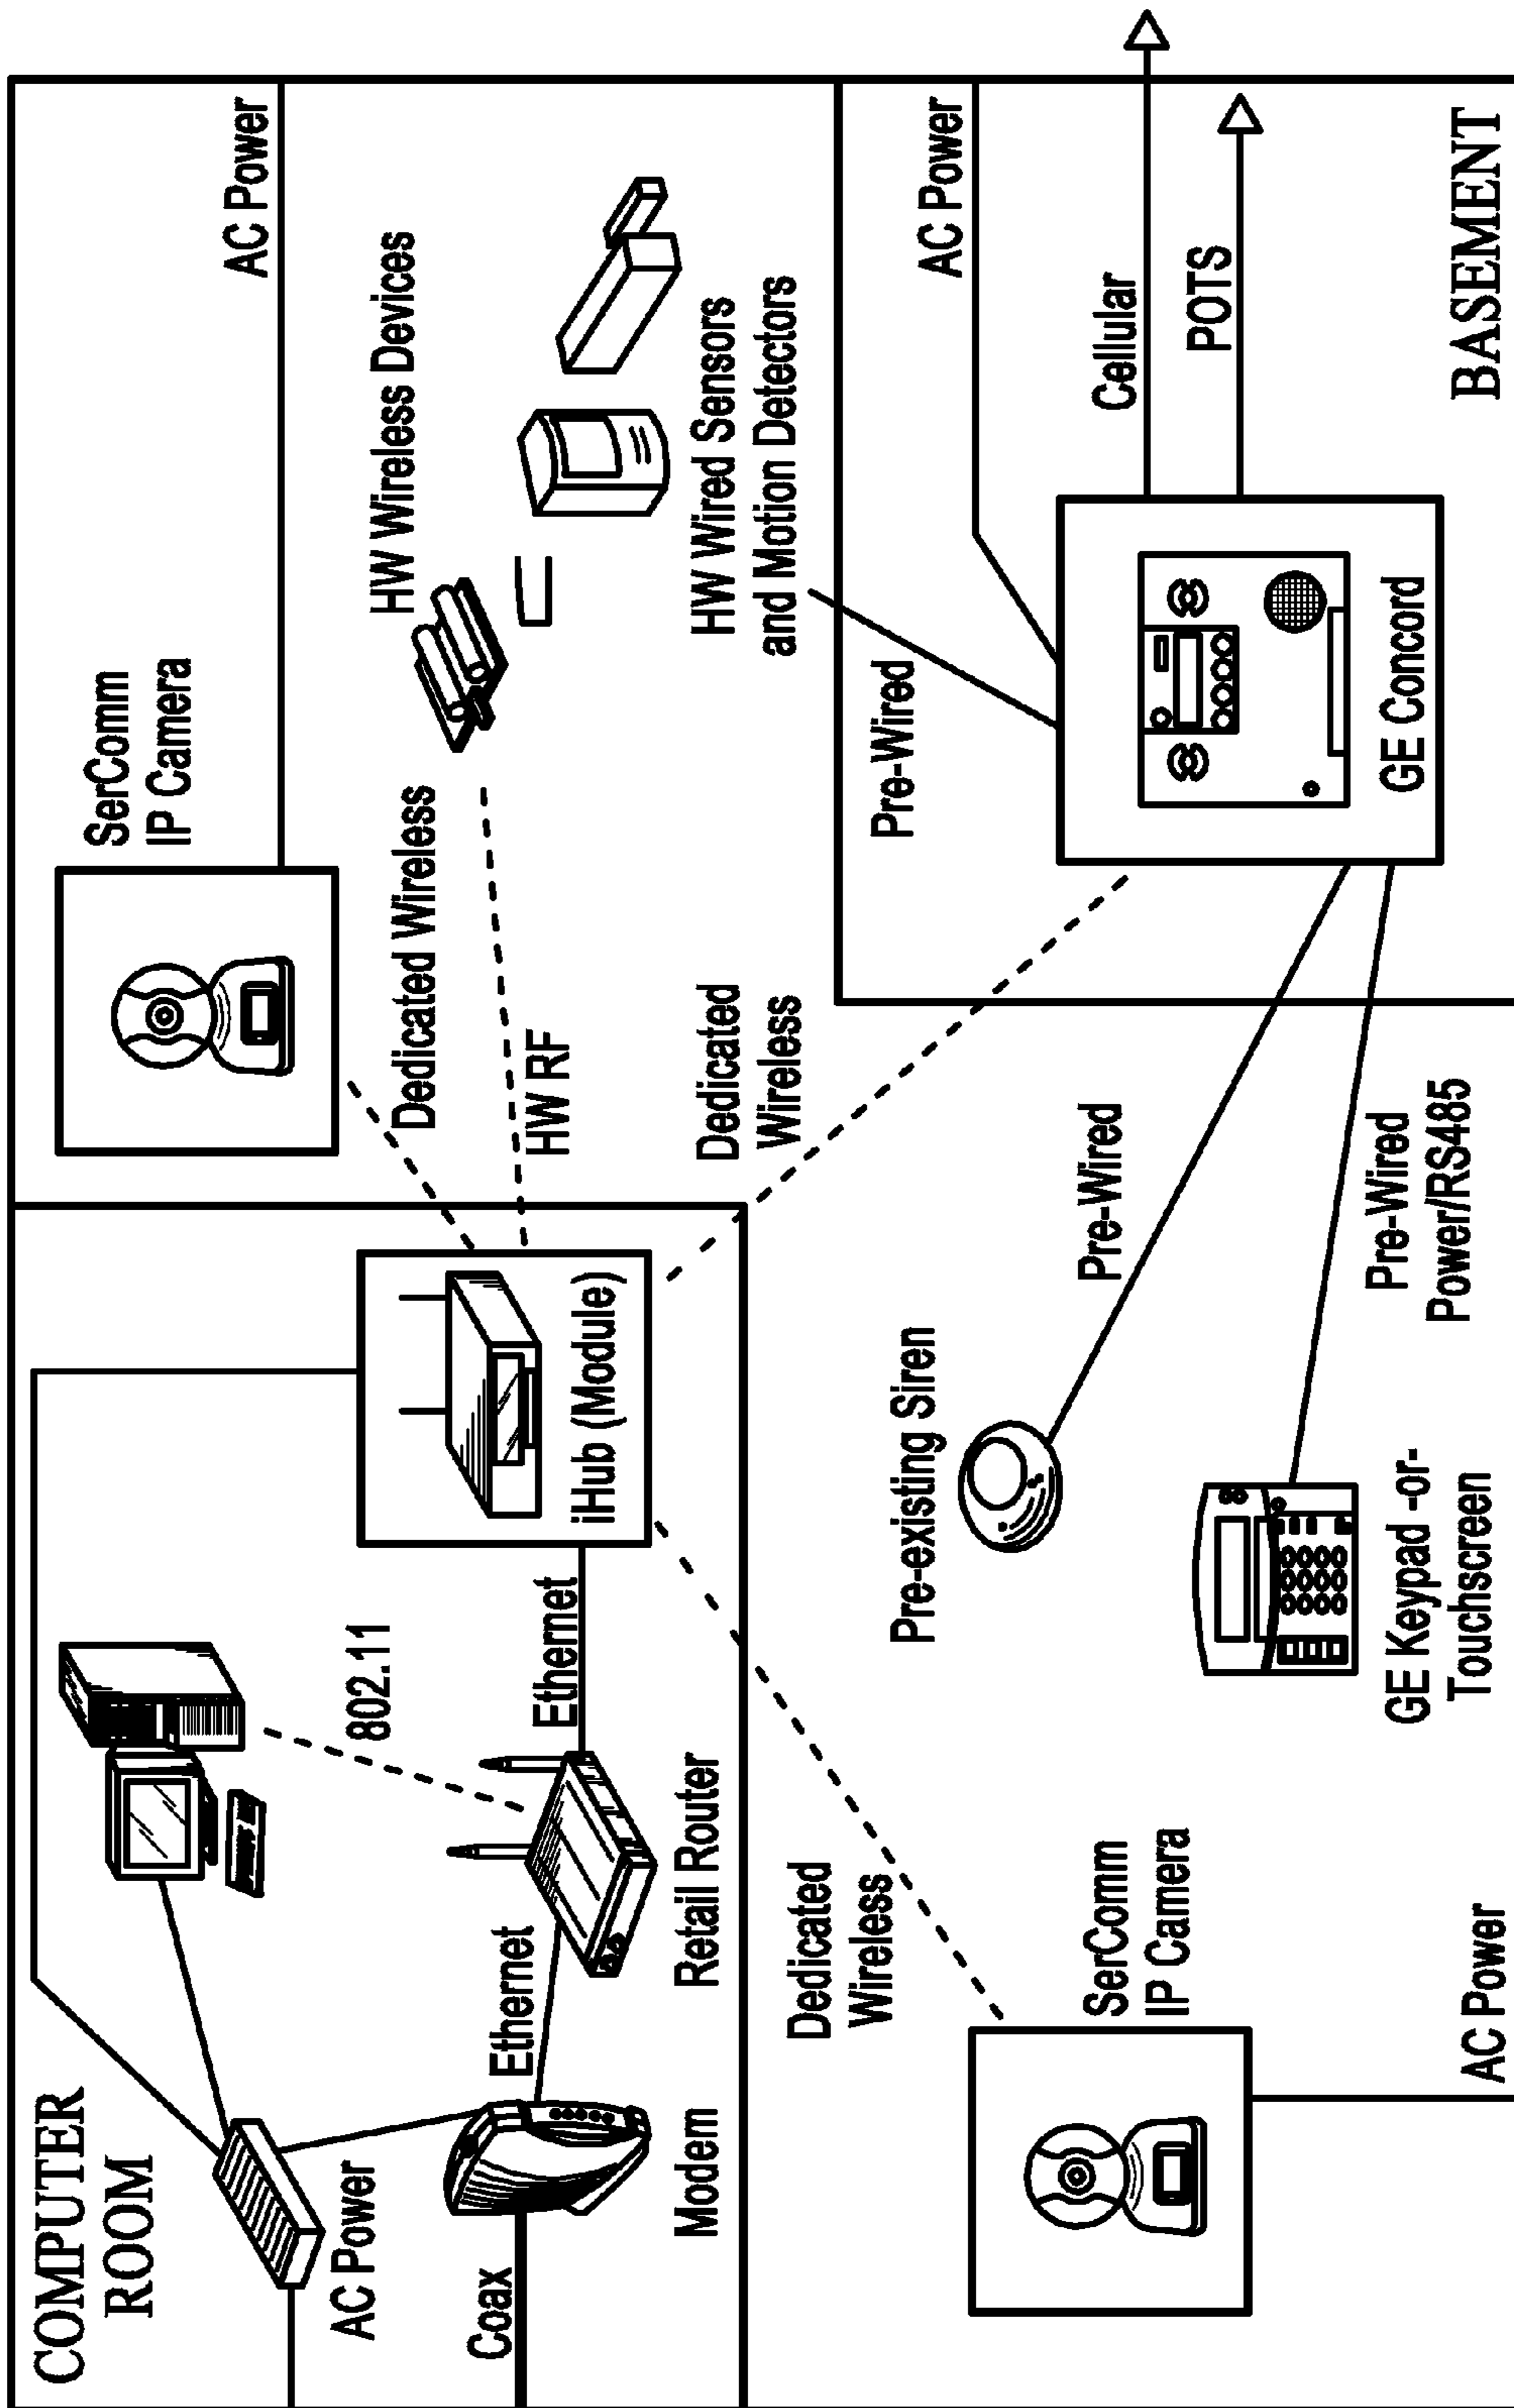 COMPUTER
ROOM
AC Power
Coax
Modem
Ethernet
Retail Router
802.11
Ethernet
iHub (Module)
SerComm
IP Camera
AC Power
Dedicated Wireless
HW RF
HW Wireless Devices
HW Wired Sensors
and Motion Detectors
Dedicated
Wireless
Dedicated
Wireless
SerComm
IP Camera
AC Power
Pre-existing Siren
Pre-Wired
GE Keypad -or-
Touchscreen
Pre-Wired
Power/RS485
Pre-Wired
AC Power
Cellular
POTS
GE Concord
BASEMENT